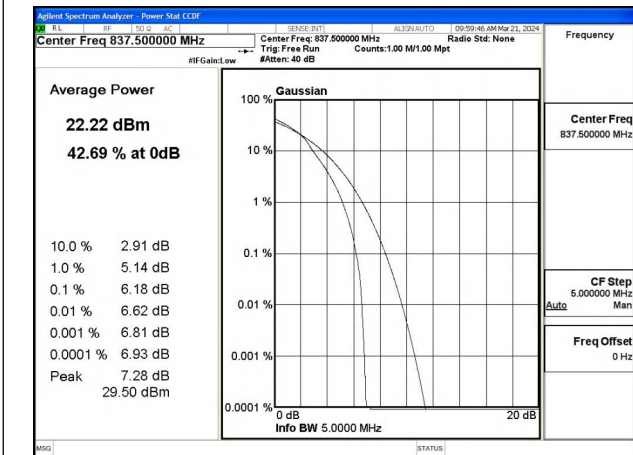 Agilent Spectrum Analyzer - Power Stat CCDF
RL RF 50 Ω AC SENSE:INT ALIGN AUTO 09:59:46 AM Mar 21, 2024
Center Freq 837.500000 MHz
Center Freq: 837.500000 MHz Radio Std: None
Trig: Free Run Counts:1.00 M/1.00 Mpt
#IFGain:Low #Atten: 40 dB
Frequency
Average Power
22.22 dBm
42.69 % at 0dB
10.0 % 2.91 dB
1.0 % 5.14 dB
0.1 % 6.18 dB
0.01 % 6.62 dB
0.001 % 6.81 dB
0.0001 % 6.93 dB
Peak 7.28 dB
29.50 dBm
Gaussian
100 %
10 %
1 %
0.1 %
0.01 %
0.001 %
0.0001 %
0 dB 20 dB
Info BW 5.0000 MHz
Center Freq
837.500000 MHz
CF Step
5.000000 MHz
Auto Man
Freq Offset
0 Hz
MSG STATUS